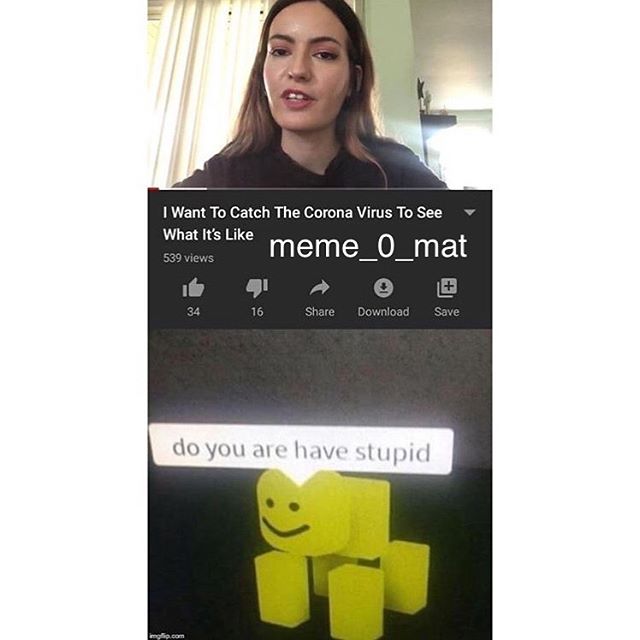 I Want To Catch The Corona Virus To See
What It's Like
meme_0_mat
539 views
34
16
Share
Download
Save
do you are have stupid
imgflip.com